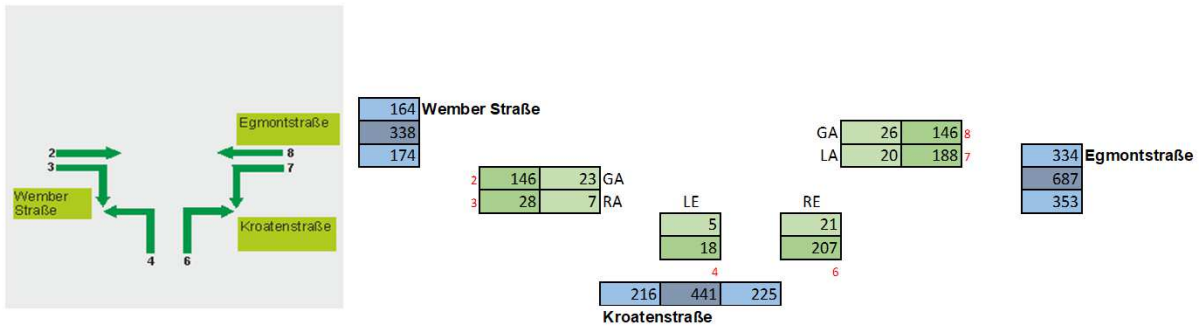 Egmontstraße
2
8
3
7
Wember
Straße
Kroatenstraße
4
6
164 Wember Straße
338
174
GA 26 146 8
LA 20 188 7
334 Egmontstraße
687
353
2 146 23 GA
3 28 7 RA
LE
RE
5
21
18
207
4
6
216 441 225
Kroatenstraße